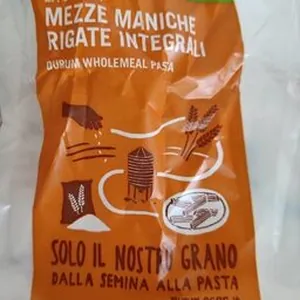 MEZZE MANICHE
RIGATE INTEGRALI
DURUM WHOLEMEAL PASTA
SOLO IL NOSTRO GRANO
DALLA SEMINA ALLA PASTA